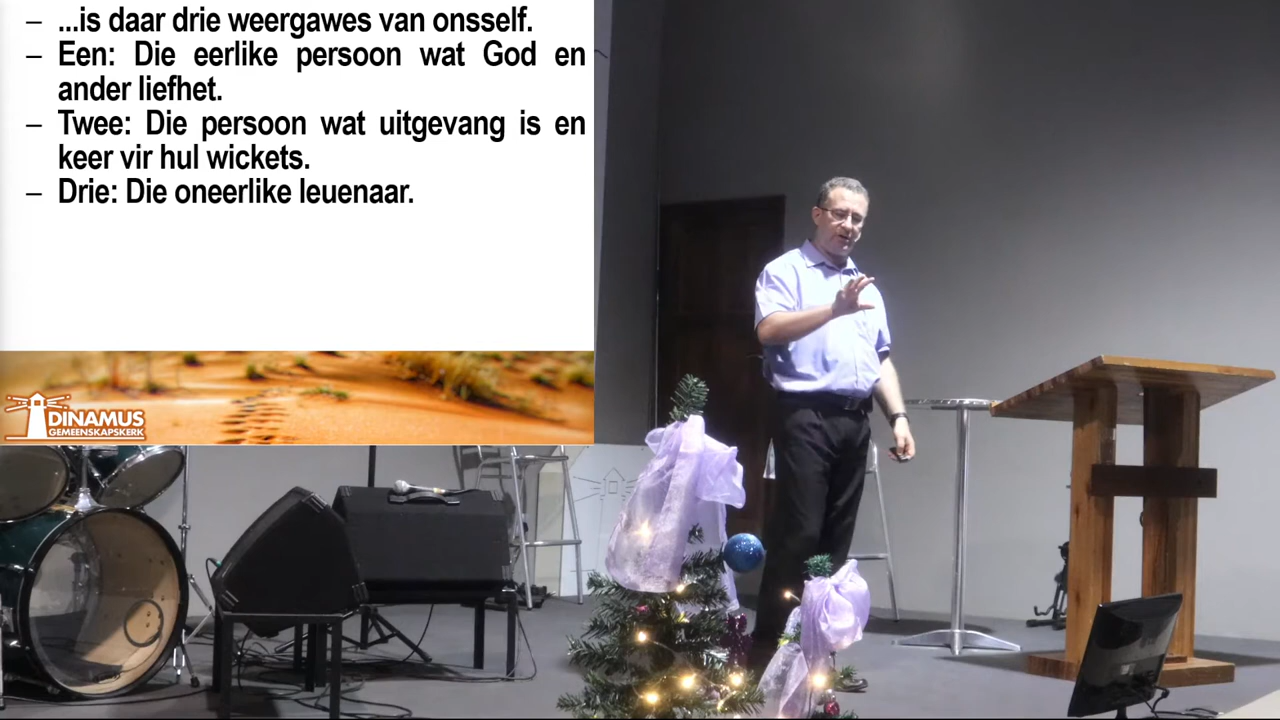 – ...is daar drie weergawes van onsself.
– Een: Die eerlike persoon wat God en
ander liefhet.
– Twee: Die persoon wat uitgevang is en
keer vir hul wickets.
– Drie: Die oneerlike leuenaar.
DINAMUS
GEMEENSKAPSKERK